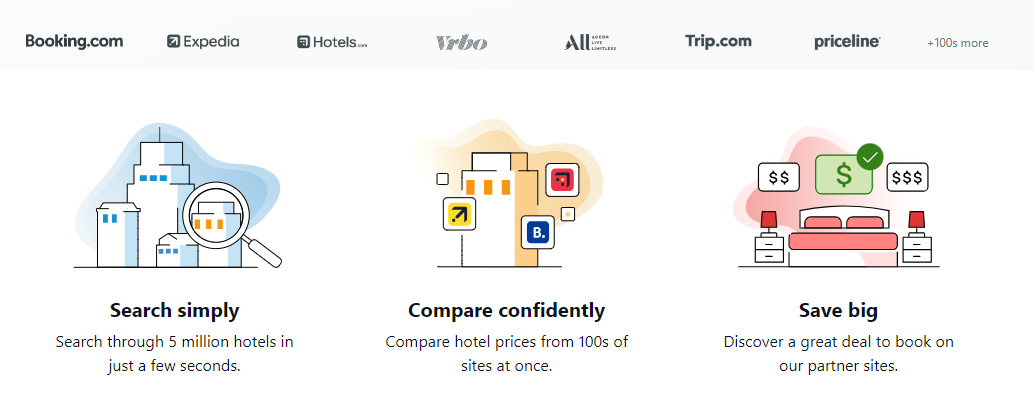 Booking.com Expedia Hotels.com Vrbo All ACCOR LIVE LIMITLESS Trip.com priceline +100s more
$$ $ $$$
B.
Search simply Compare confidently Save big
Search through 5 million hotels in
just a few seconds.
Compare hotel prices from 100s of
sites at once.
Discover a great deal to book on
our partner sites.